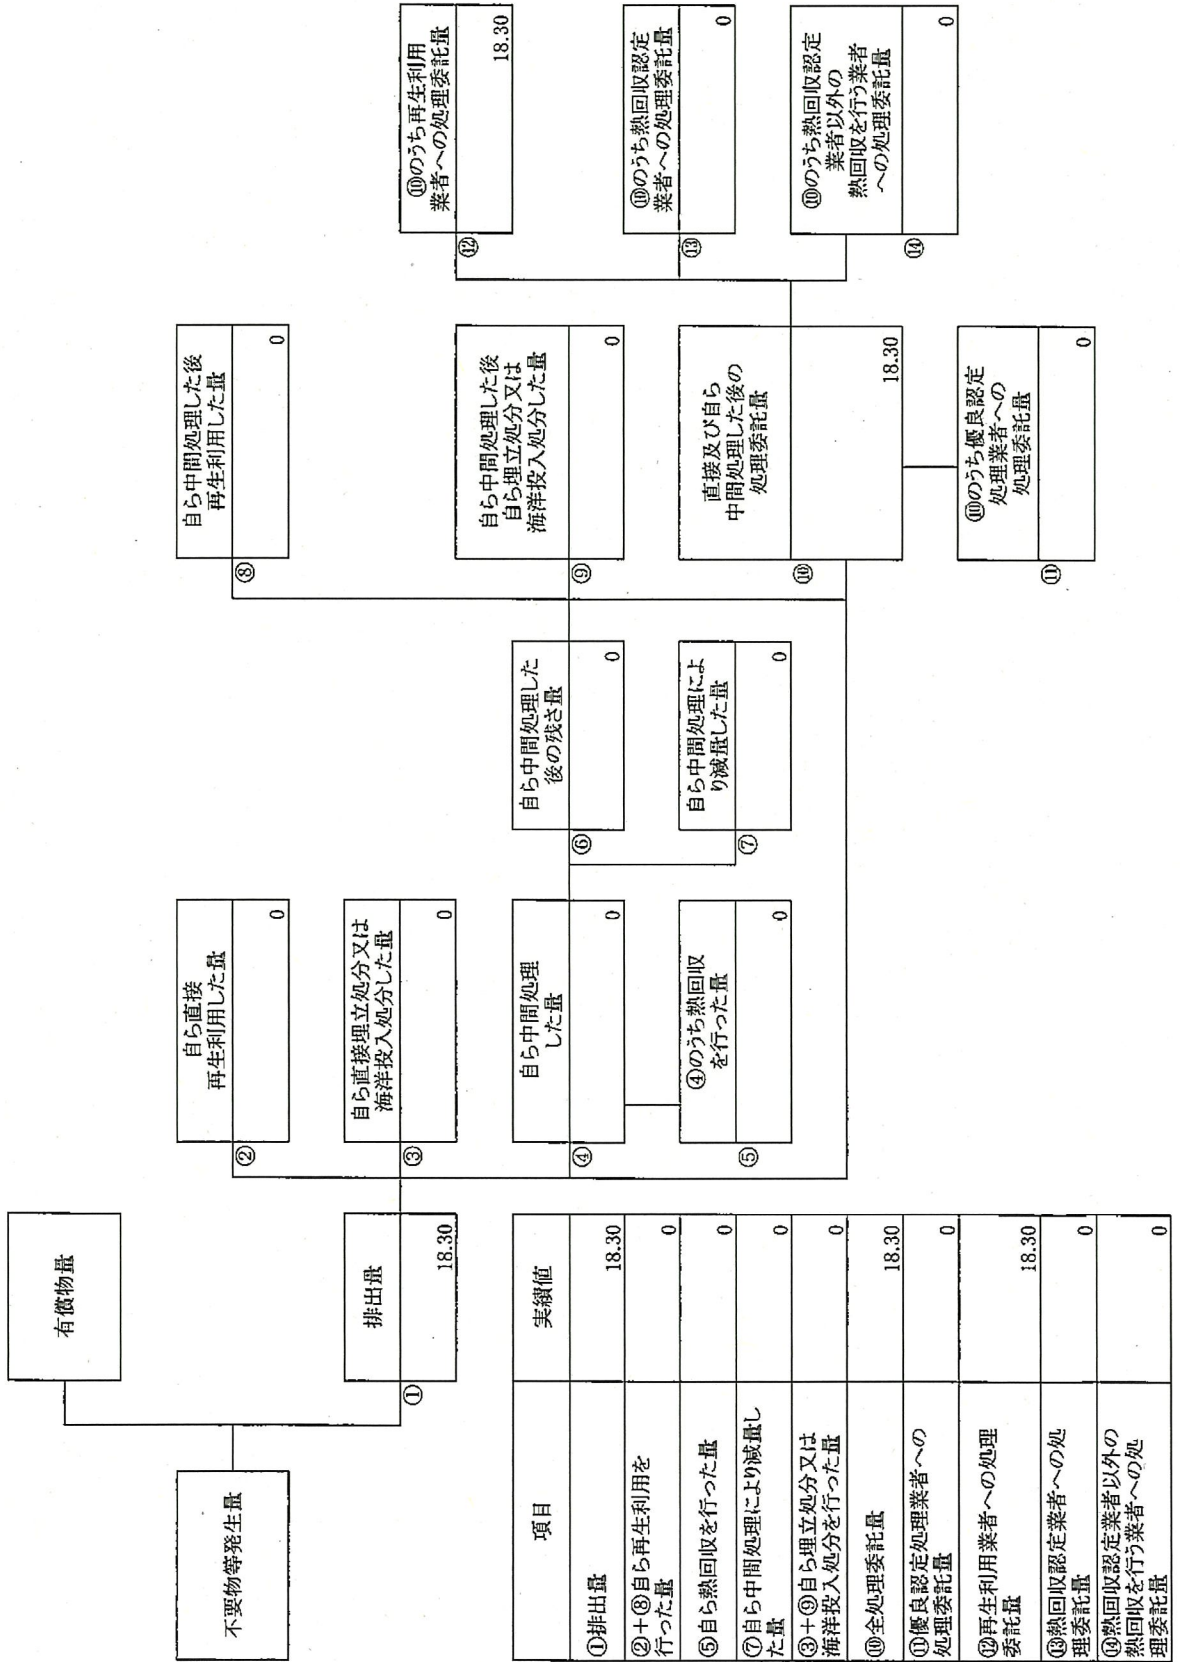 不要物等発生量
有償物量
排出量
①
18.30
自ら直接
再生利用した量
②
0
自ら直接埋立処分又は
海洋投入処分した量
③
0
自ら中間処理
した量
④
0
④のうち熱回収
を行った量
⑤
0
自ら中間処理した
後の残さ量
⑥
0
自ら中間処理によ
り減量した量
⑦
0
自ら中間処理した後
再生利用した量
⑧
0
自ら中間処理した後
自ら埋立処分又は
海洋投入処分した量
⑨
0
直接及び自ら
中間処理した後の
処理委託量
⑩
18.30
⑩のうち優良認定
処理業者への
処理委託量
⑪
0
⑩のうち再生利用
業者への処理委託量
⑫
18.30
⑩のうち熱回収認定
業者への処理委託量
⑬
0
⑩のうち熱回収認定
業者以外の
熱回収を行う業者
への処理委託量
⑭
0
項目 実績値
①排出量 18.30
②+⑧自ら再生利用を
行った量 0
⑤自ら熱回収を行った量 0
⑦自ら中間処理により減量し
た量 0
③+⑨自ら埋立処分又は
海洋投入処分を行った量 0
⑩全処理委託量 18.30
⑪優良認定処理業者への
処理委託量 0
⑫再生利用業者への処理
委託量 18.30
⑬熱回収認定業者への処
理委託量 0
⑭熱回収認定業者以外の
熱回収を行う業者への処
理委託量 0